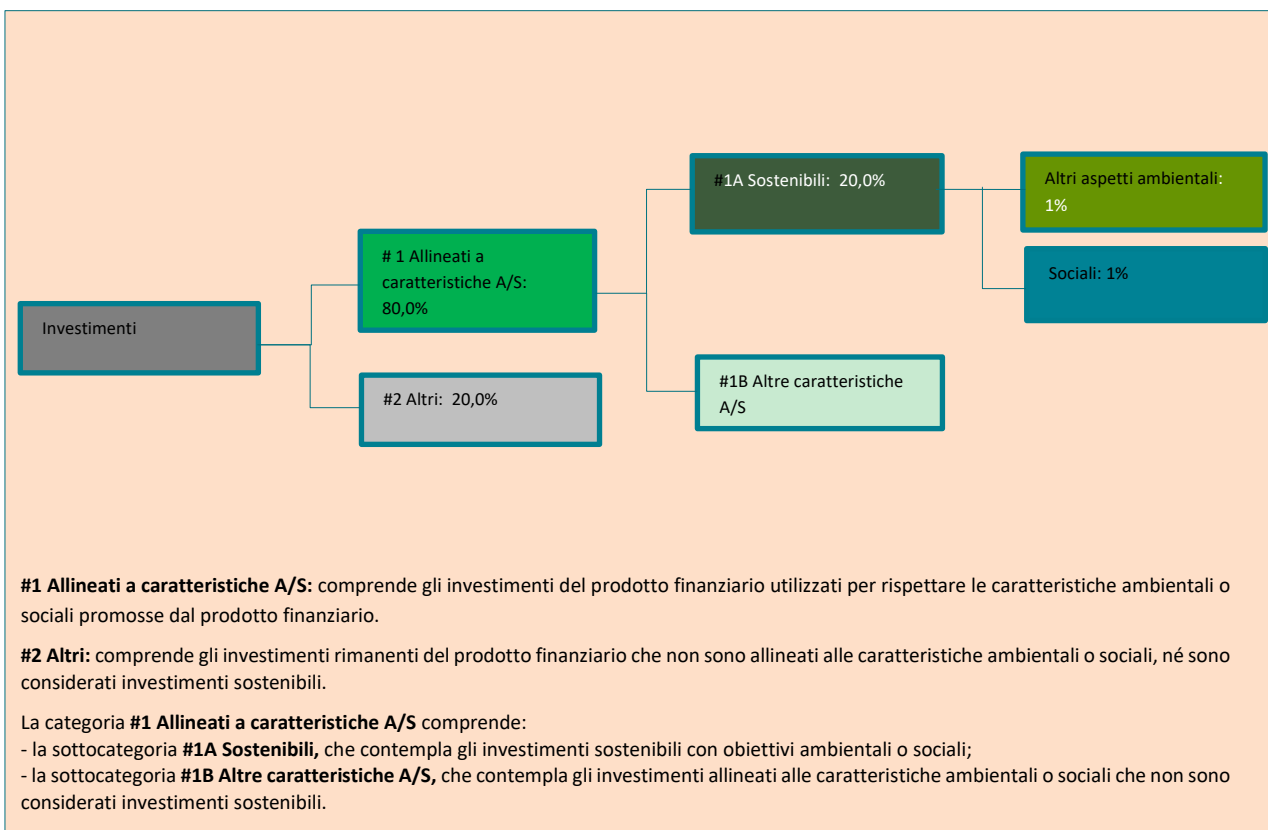 #1A Sostenibili: 20,0%
Altri aspetti ambientali:
1%
# 1 Allineati a
caratteristiche A/S:
80,0%
Sociali: 1%
Investimenti
#2 Altri: 20,0%
#1B Altre caratteristiche
A/S
#1 Allineati a caratteristiche A/S: comprende gli investimenti del prodotto finanziario utilizzati per rispettare le caratteristiche ambientali o
sociali promosse dal prodotto finanziario.
#2 Altri: comprende gli investimenti rimanenti del prodotto finanziario che non sono allineati alle caratteristiche ambientali o sociali, né sono
considerati investimenti sostenibili.
La categoria #1 Allineati a caratteristiche A/S comprende:
- la sottocategoria #1A Sostenibili, che contempla gli investimenti sostenibili con obiettivi ambientali o sociali;
- la sottocategoria #1B Altre caratteristiche A/S, che contempla gli investimenti allineati alle caratteristiche ambientali o sociali che non sono
considerati investimenti sostenibili.